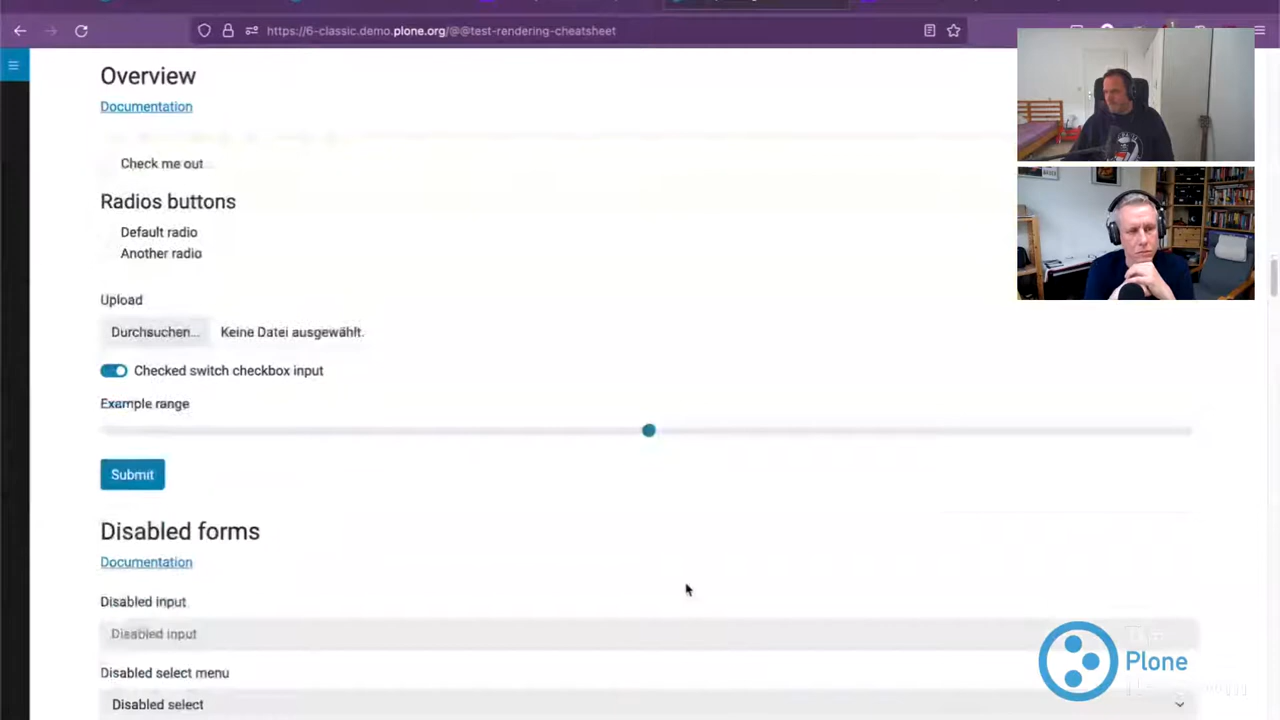 https://6-classic.demo.plone.org/@@test-rendering-cheatsheet
Overview
Documentation
Check me out
Radios buttons
Default radio
Another radio
Upload
Durchsuchen... Keine Datei ausgewählt.
Checked switch checkbox input
Example range
Submit
Disabled forms
Documentation
Disabled input
Disabled input
Disabled select menu
Disabled select
The
Plone